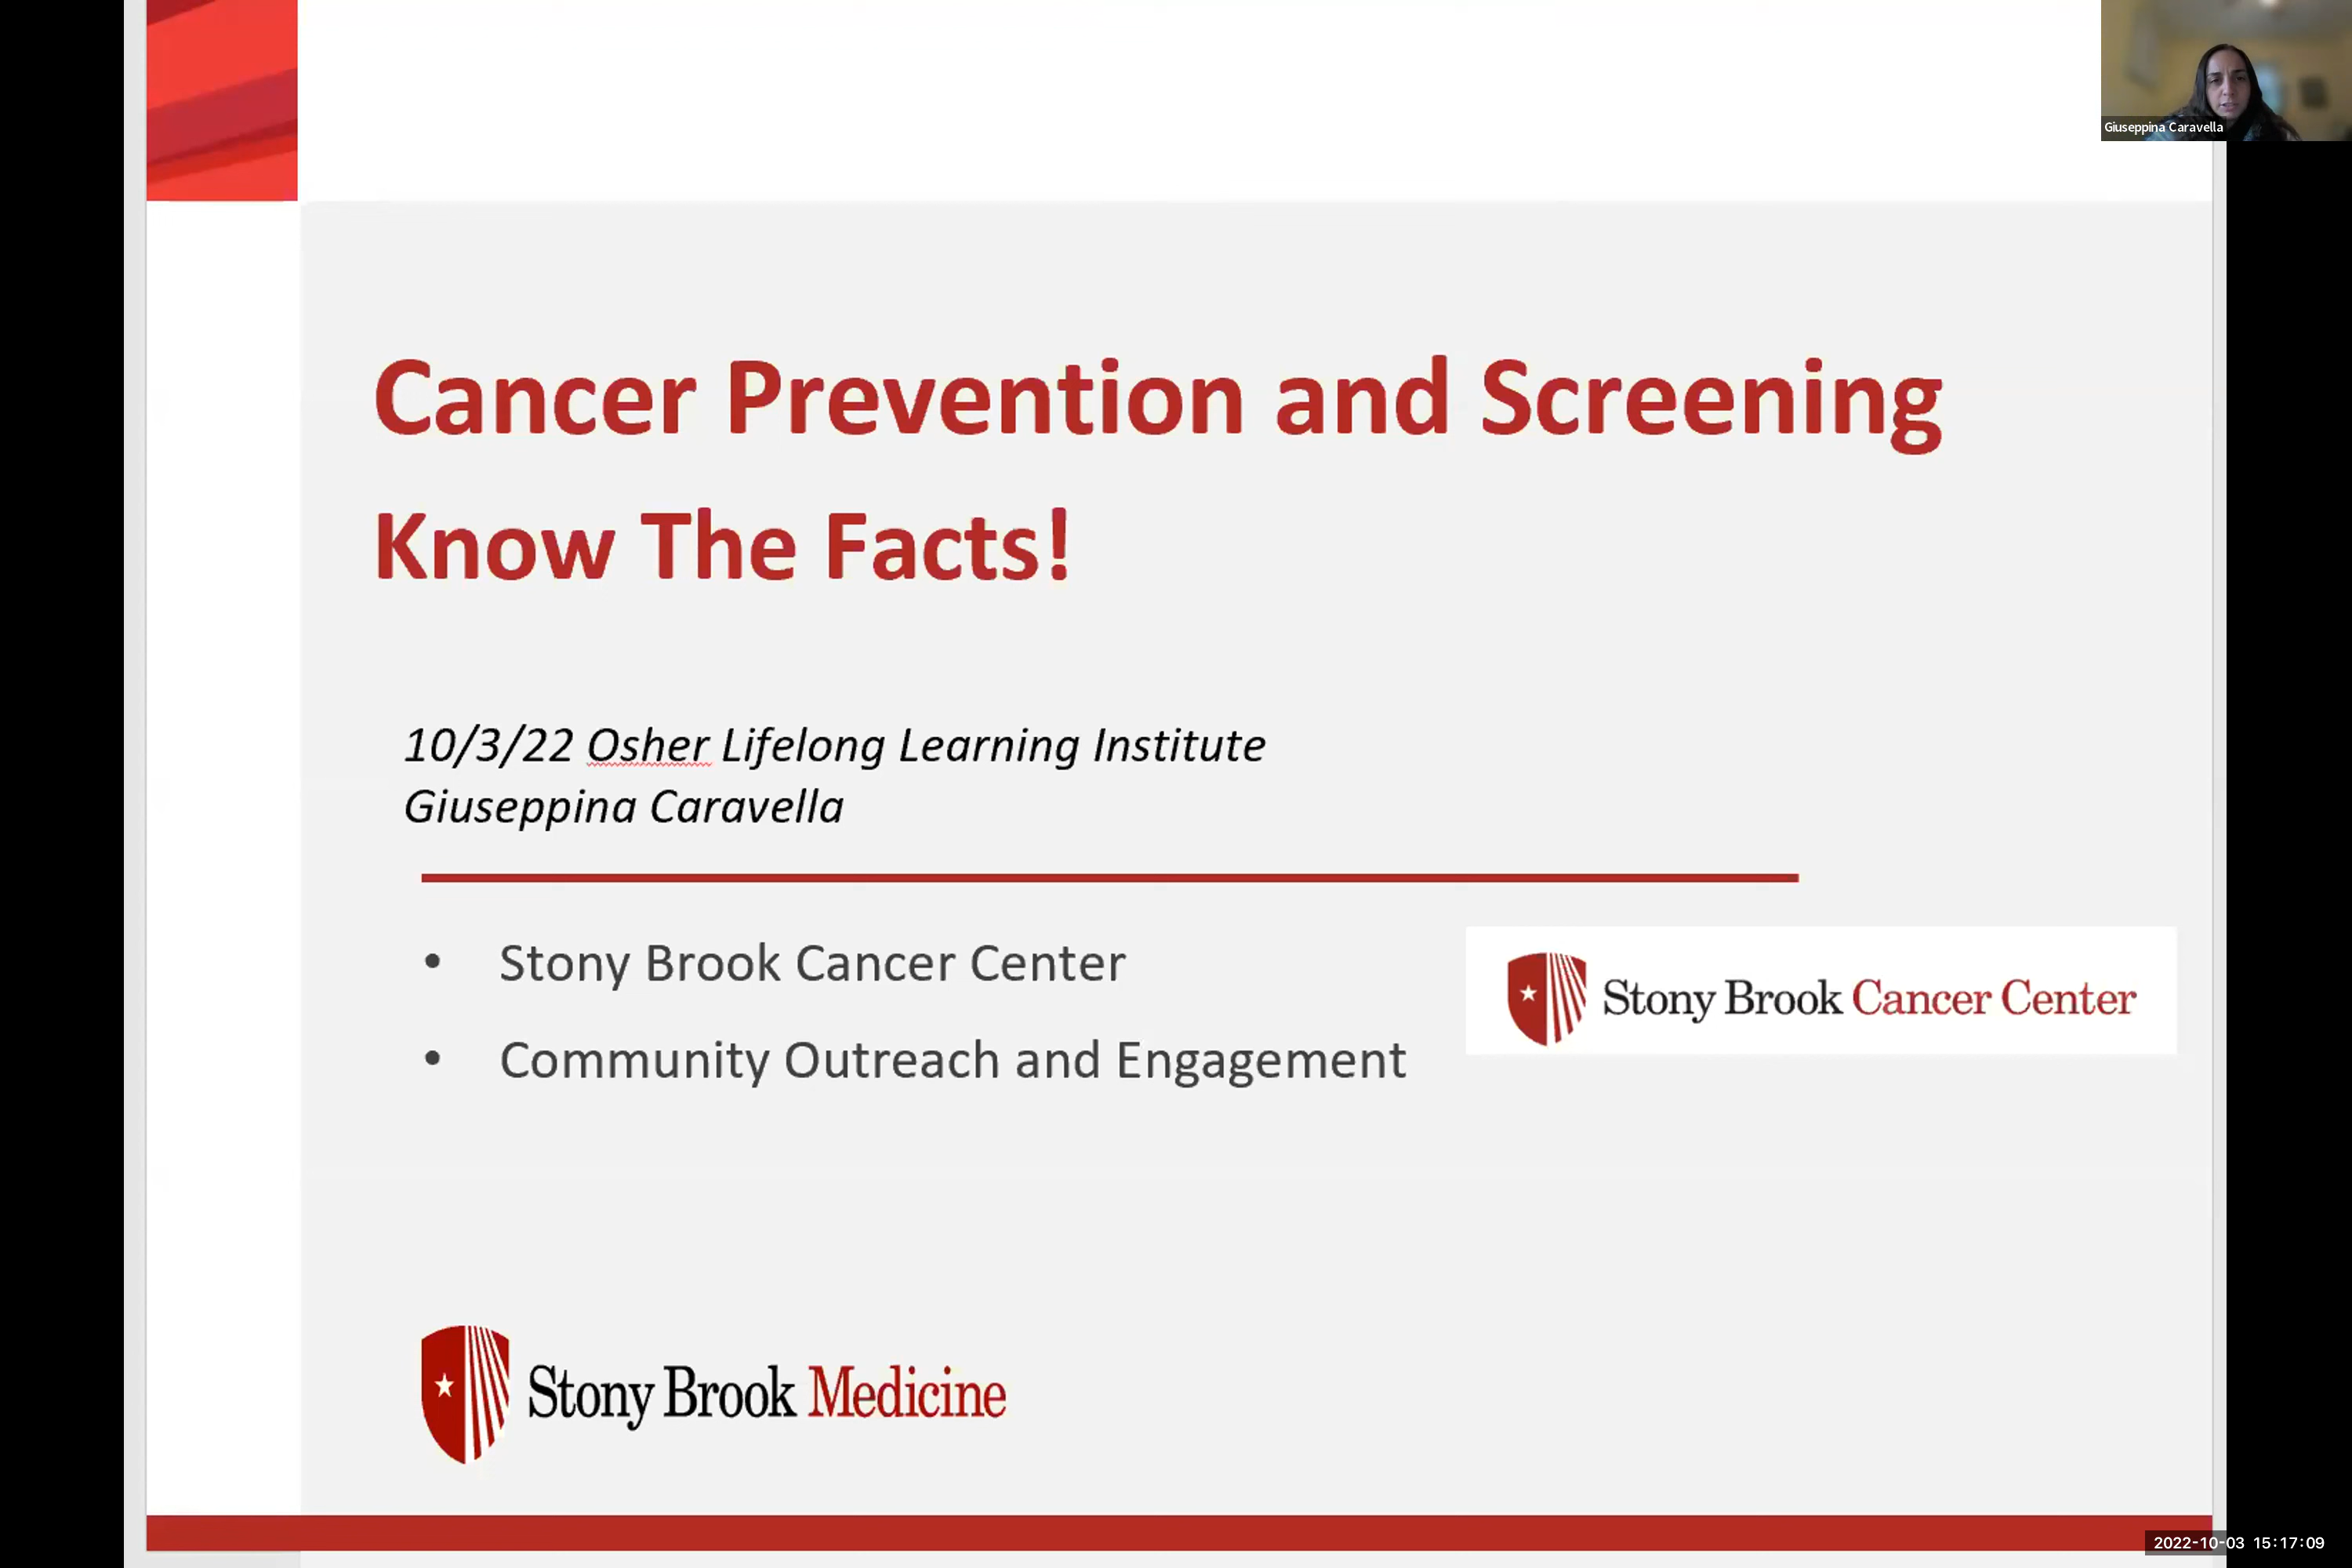 Giuseppina Caravella
Cancer Prevention and Screening
Know The Facts!
10/3/22 Osher Lifelong Learning Institute
Giuseppina Caravella
• Stony Brook Cancer Center
• Community Outreach and Engagement
Stony Brook Cancer Center
Stony Brook Medicine
2022-10-03 15:17:09